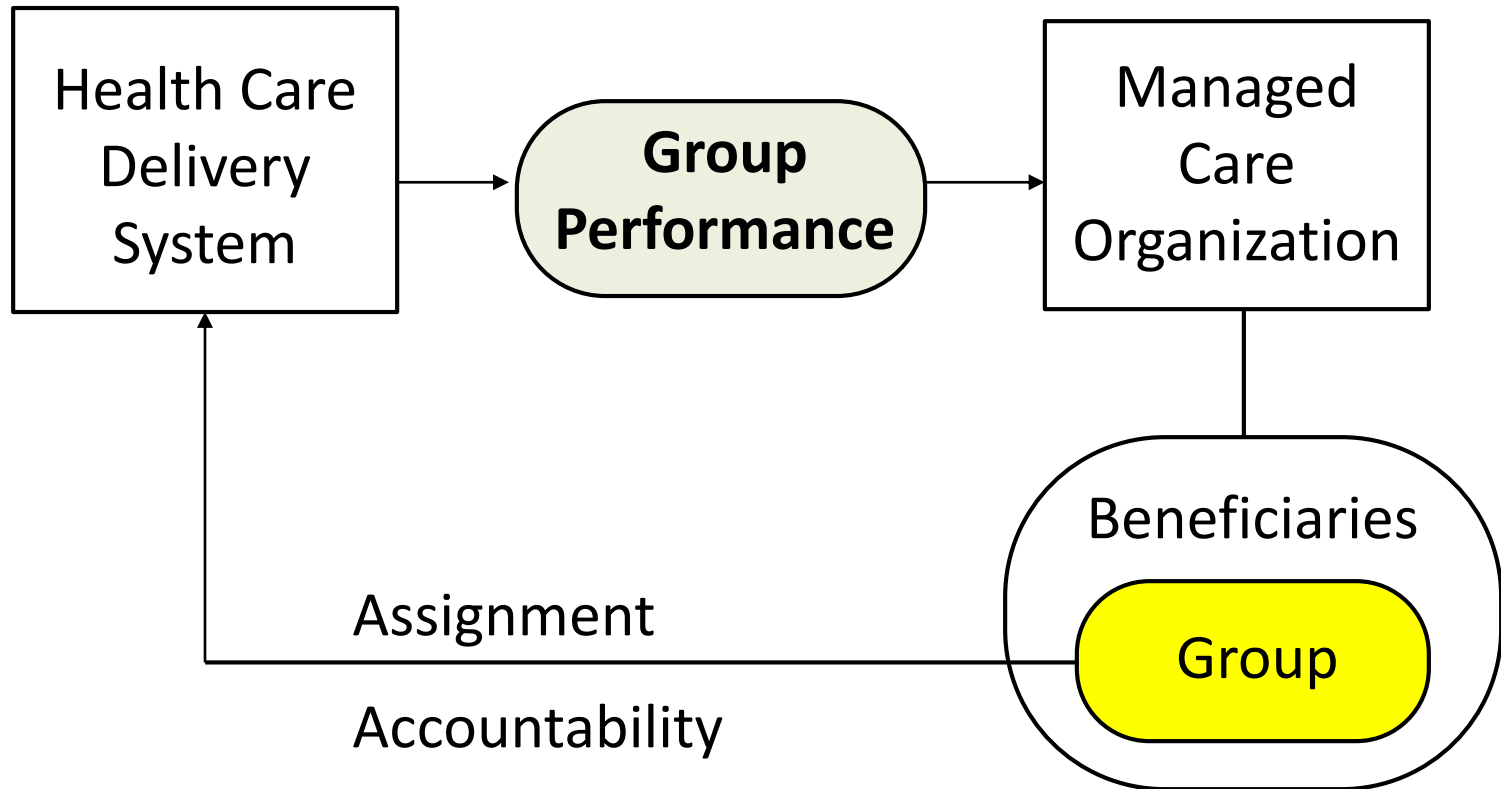 Health Care
Delivery
System
Group
Performance
Managed
Care
Organization
Beneficiaries
Group
Assignment
Accountability